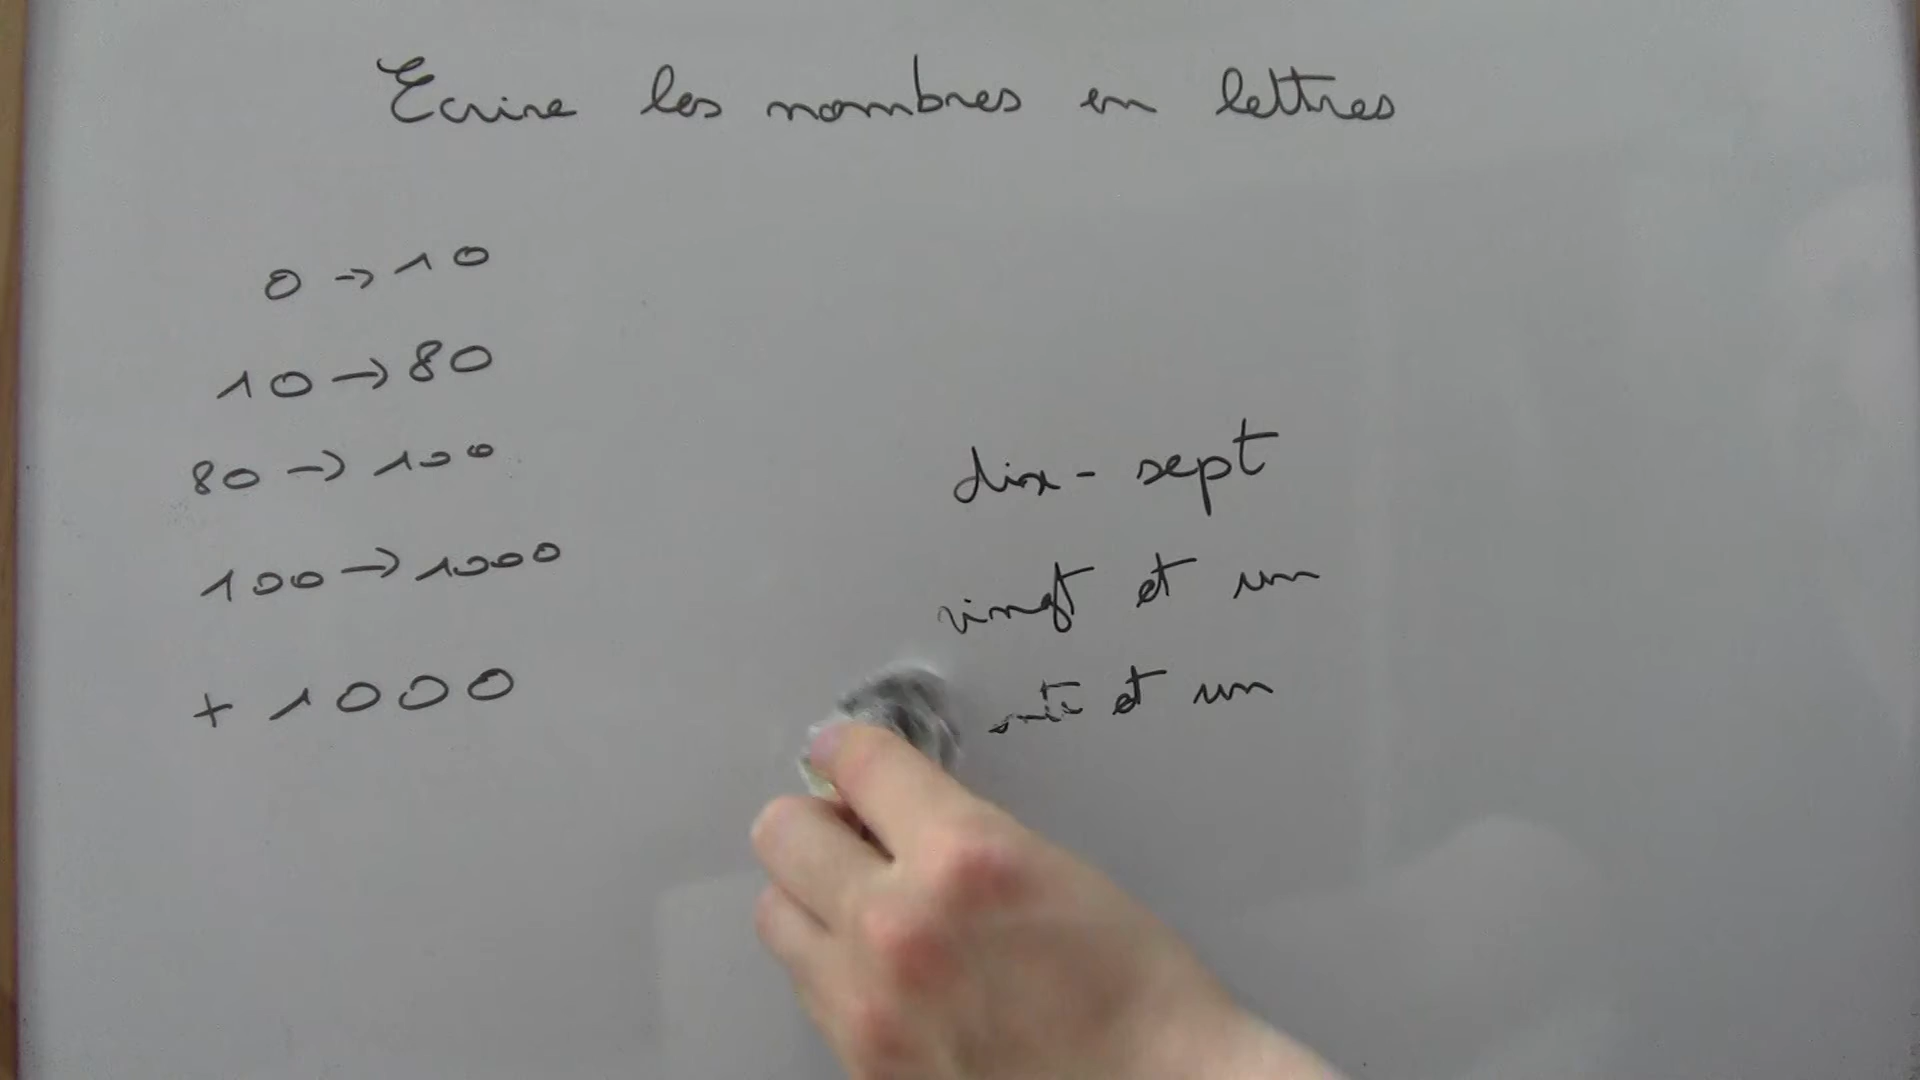 Ecrire les nombres en lettres
0 → 10
10 → 80
80 → 100
100 → 1000
+ 1000
dix-sept
vingt et un
et un